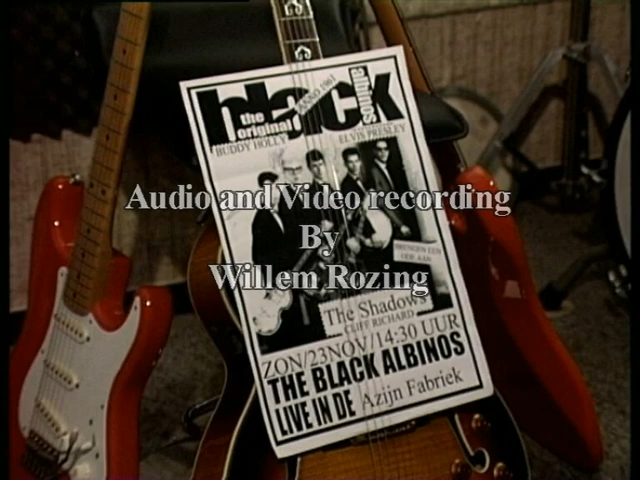 the original
black
albinos
ANNO 1961
BUDDY HOLLY
ELVIS PRESLEY
Audio and Video recording
By
Willem Rozing
BRENGEN EEN
ODE AAN
The Shadows
CLIFF RICHARD
ZON/23NOV/14:30 UUR
THE BLACK ALBINOS
LIVE IN DE Azijn Fabriek